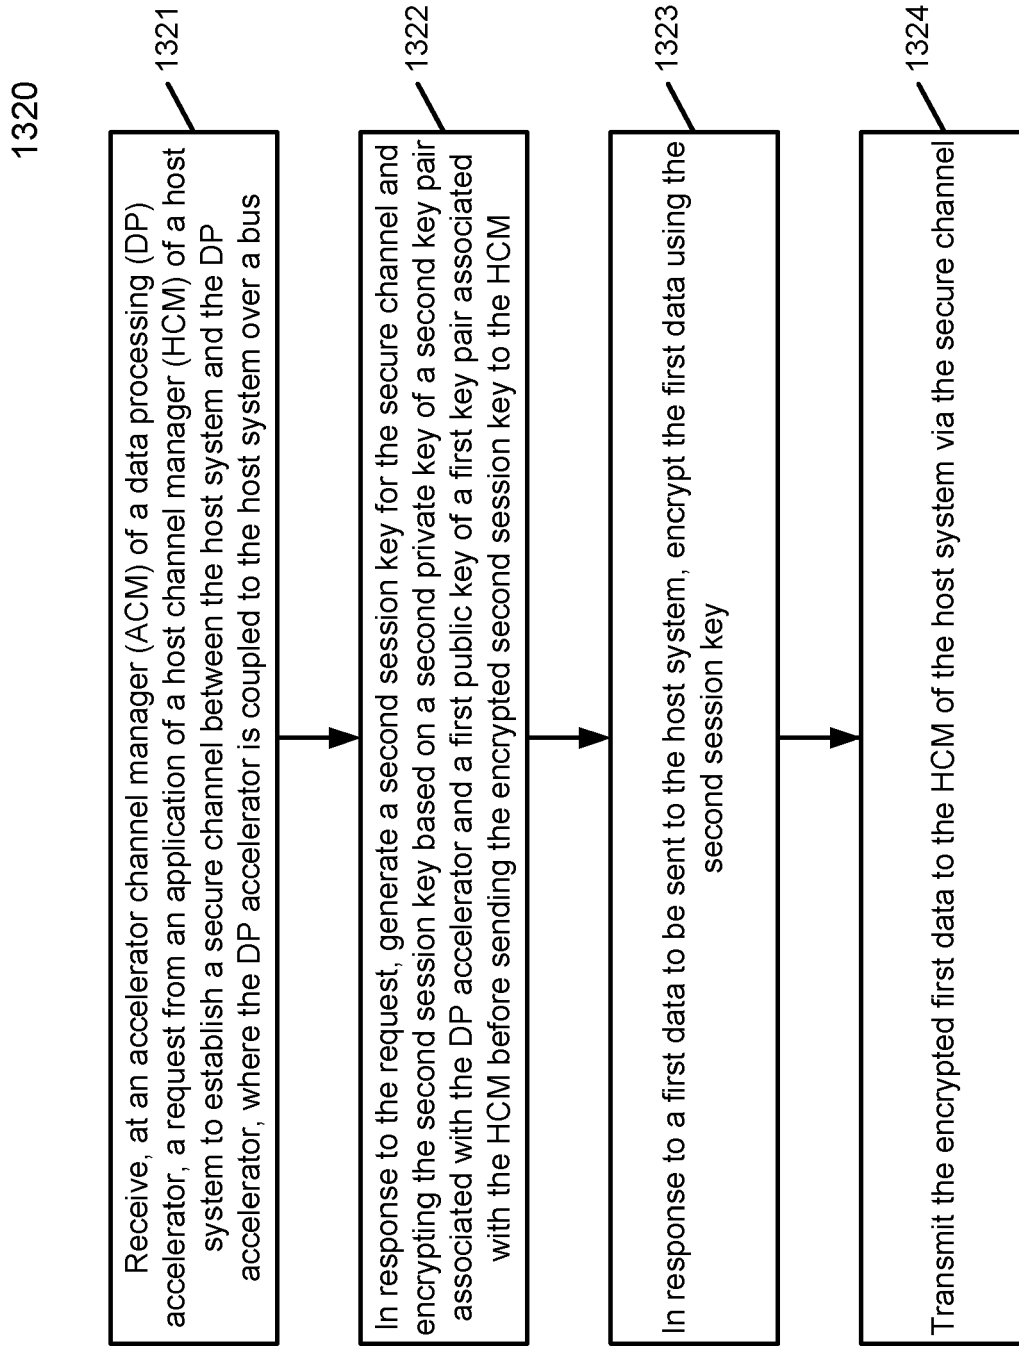 1320
Receive, at an accelerator channel manager (ACM) of a data processing (DP)
accelerator, a request from an application of a host channel manager (HCM) of a host
system to establish a secure channel between the host system and the DP
accelerator, where the DP accelerator is coupled to the host system over a bus
1321
In response to the request, generate a second session key for the secure channel and
encrypting the second session key based on a second private key of a second key pair
associated with the DP accelerator and a first public key of a first key pair associated
with the HCM before sending the encrypted second session key to the HCM
1322
In response to a first data to be sent to the host system, encrypt the first data using the
second session key
1323
Transmit the encrypted first data to the HCM of the host system via the secure channel
1324